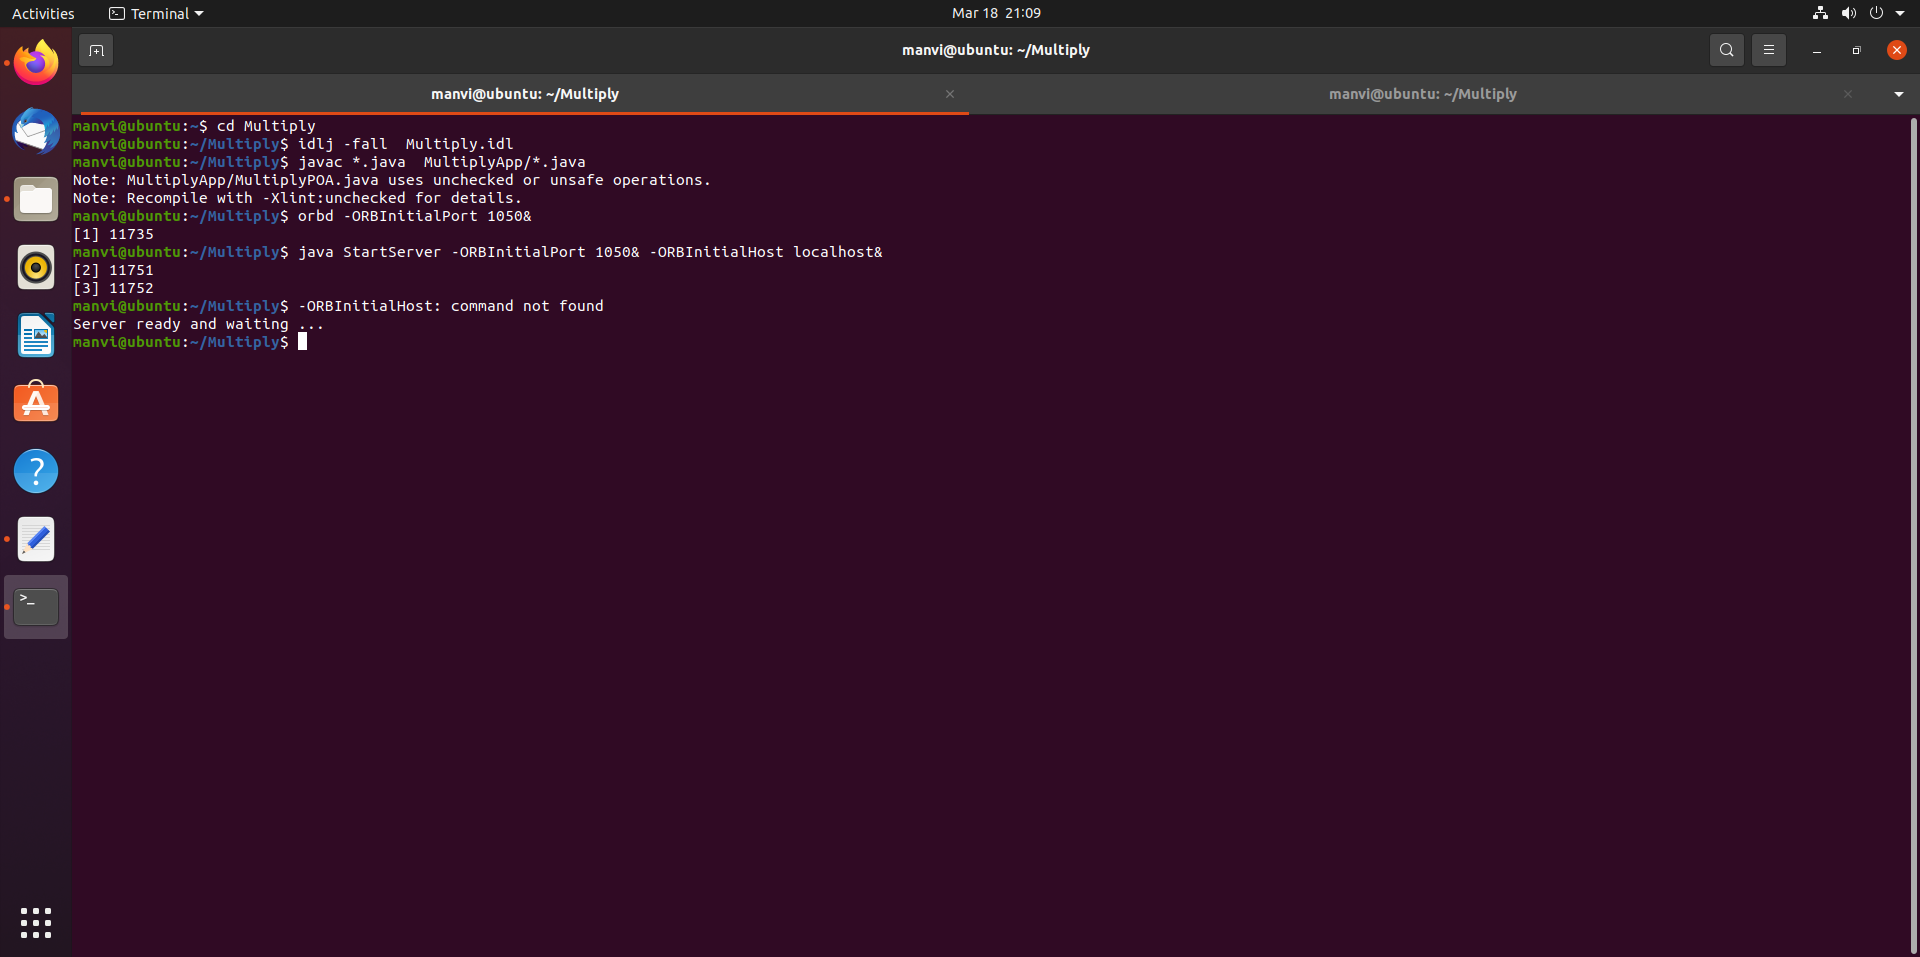 Activities Terminal Mar 18 21:09
manvi@ubuntu: ~/Multiply
manvi@ubuntu: ~/Multiply manvi@ubuntu: ~/Multiply
manvi@ubuntu:~$ cd Multiply
manvi@ubuntu:~/Multiply$ idlj -fall  Multiply.idl
manvi@ubuntu:~/Multiply$ javac *.java  MultiplyApp/*.java
Note: MultiplyApp/MultiplyPOA.java uses unchecked or unsafe operations.
Note: Recompile with -Xlint:unchecked for details.
manvi@ubuntu:~/Multiply$ orbd -ORBInitialPort 1050&
[1] 11735
manvi@ubuntu:~/Multiply$ java StartServer -ORBInitialPort 1050& -ORBInitialHost localhost&
[2] 11751
[3] 11752
manvi@ubuntu:~/Multiply$ -ORBInitialHost: command not found
Server ready and waiting ...
manvi@ubuntu:~/Multiply$